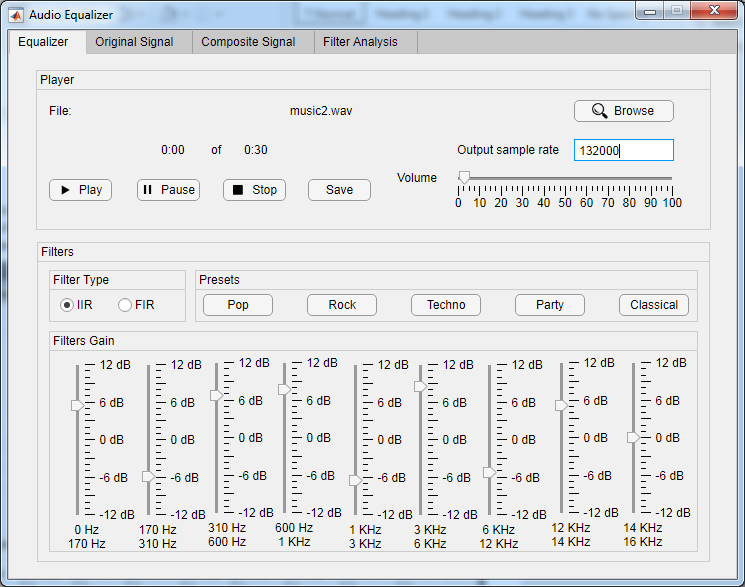 Audio Equalizer
Equalizer Original Signal Composite Signal Filter Analysis
Player
File: music2.wav Browse
0:00 of 0:30 Output sample rate 132000
Play Pause Stop Save Volume
0 10 20 30 40 50 60 70 80 90 100
Filters
Filter Type Presets
IIR FIR Pop Rock Techno Party Classical
Filters Gain
12 dB 12 dB 12 dB 12 dB 12 dB 12 dB 12 dB 12 dB 12 dB
6 dB 6 dB 6 dB 6 dB 6 dB 6 dB 6 dB 6 dB 6 dB
0 dB 0 dB 0 dB 0 dB 0 dB 0 dB 0 dB 0 dB 0 dB
-6 dB -6 dB -6 dB -6 dB -6 dB -6 dB -6 dB -6 dB -6 dB
-12 dB -12 dB -12 dB -12 dB -12 dB -12 dB -12 dB -12 dB -12 dB
0 Hz 170 Hz 310 Hz 600 Hz 1 KHz 3 KHz 6 KHz 12 KHz 14 KHz
170 Hz 310 Hz 600 Hz 1 KHz 3 KHz 6 KHz 12 KHz 14 KHz 16 KHz